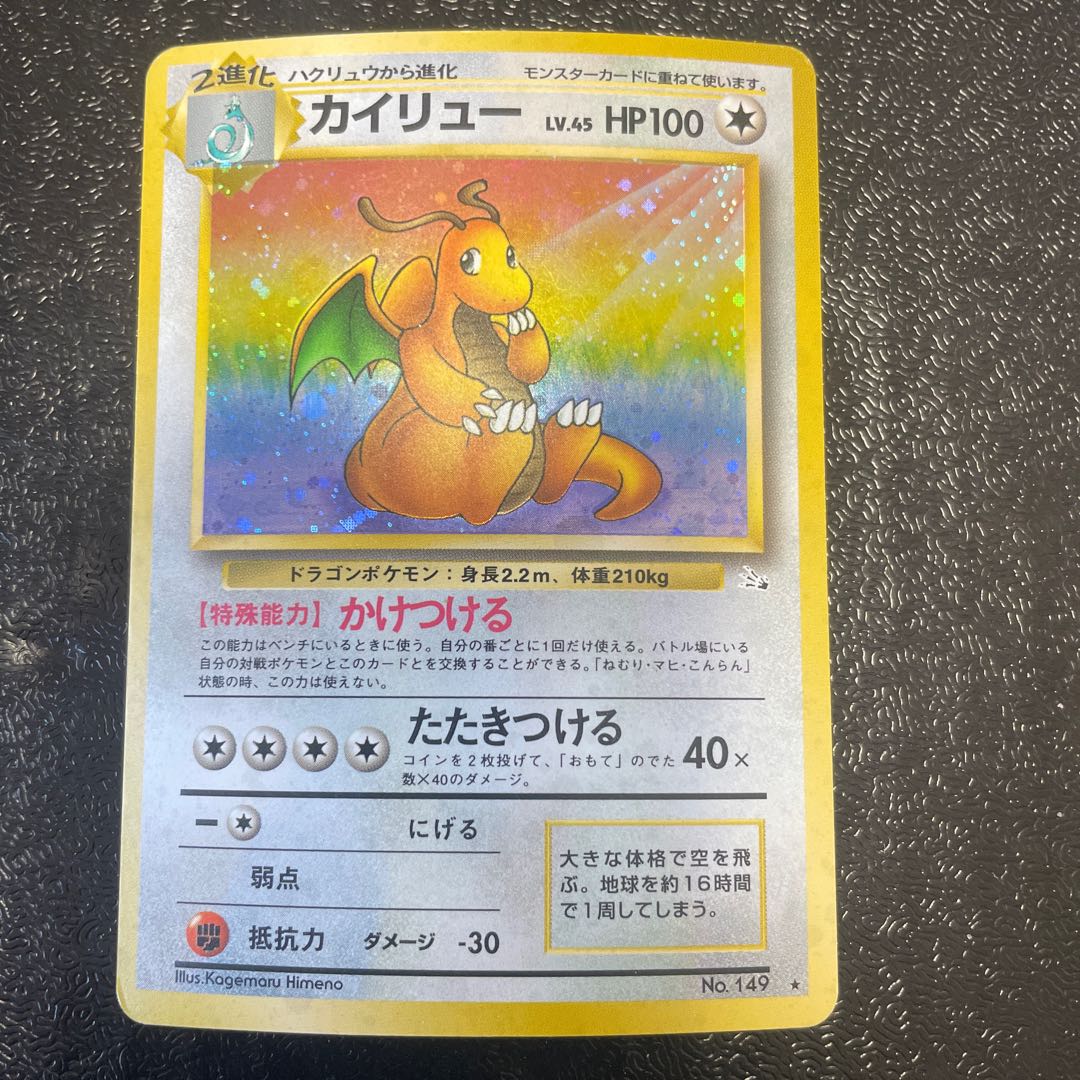 2進化 ハクリュウから進化 モンスターカードに重ねて使います。
カイリュー LV.45 HP100
ドラゴンポケモン：身長2.2m、体重210kg
【特殊能力】かけつける
この能力はベンチにいるときに使う。自分の番ごとに1回だけ使える。バトル場にいる
自分の対戦ポケモンとこのカードとを交換することができる。「ねむり・マヒ・こんらん」
状態の時、この力は使えない。
たたきつける
コインを2枚投げて、「おもて」のでた
数×40のダメージ。
40×
− にげる
弱点
抵抗力 ダメージ -30
大きな体格で空を飛
ぶ。地球を約16時間
で1周してしまう。
Illus.Kagemaru Himeno
No. 149 ★